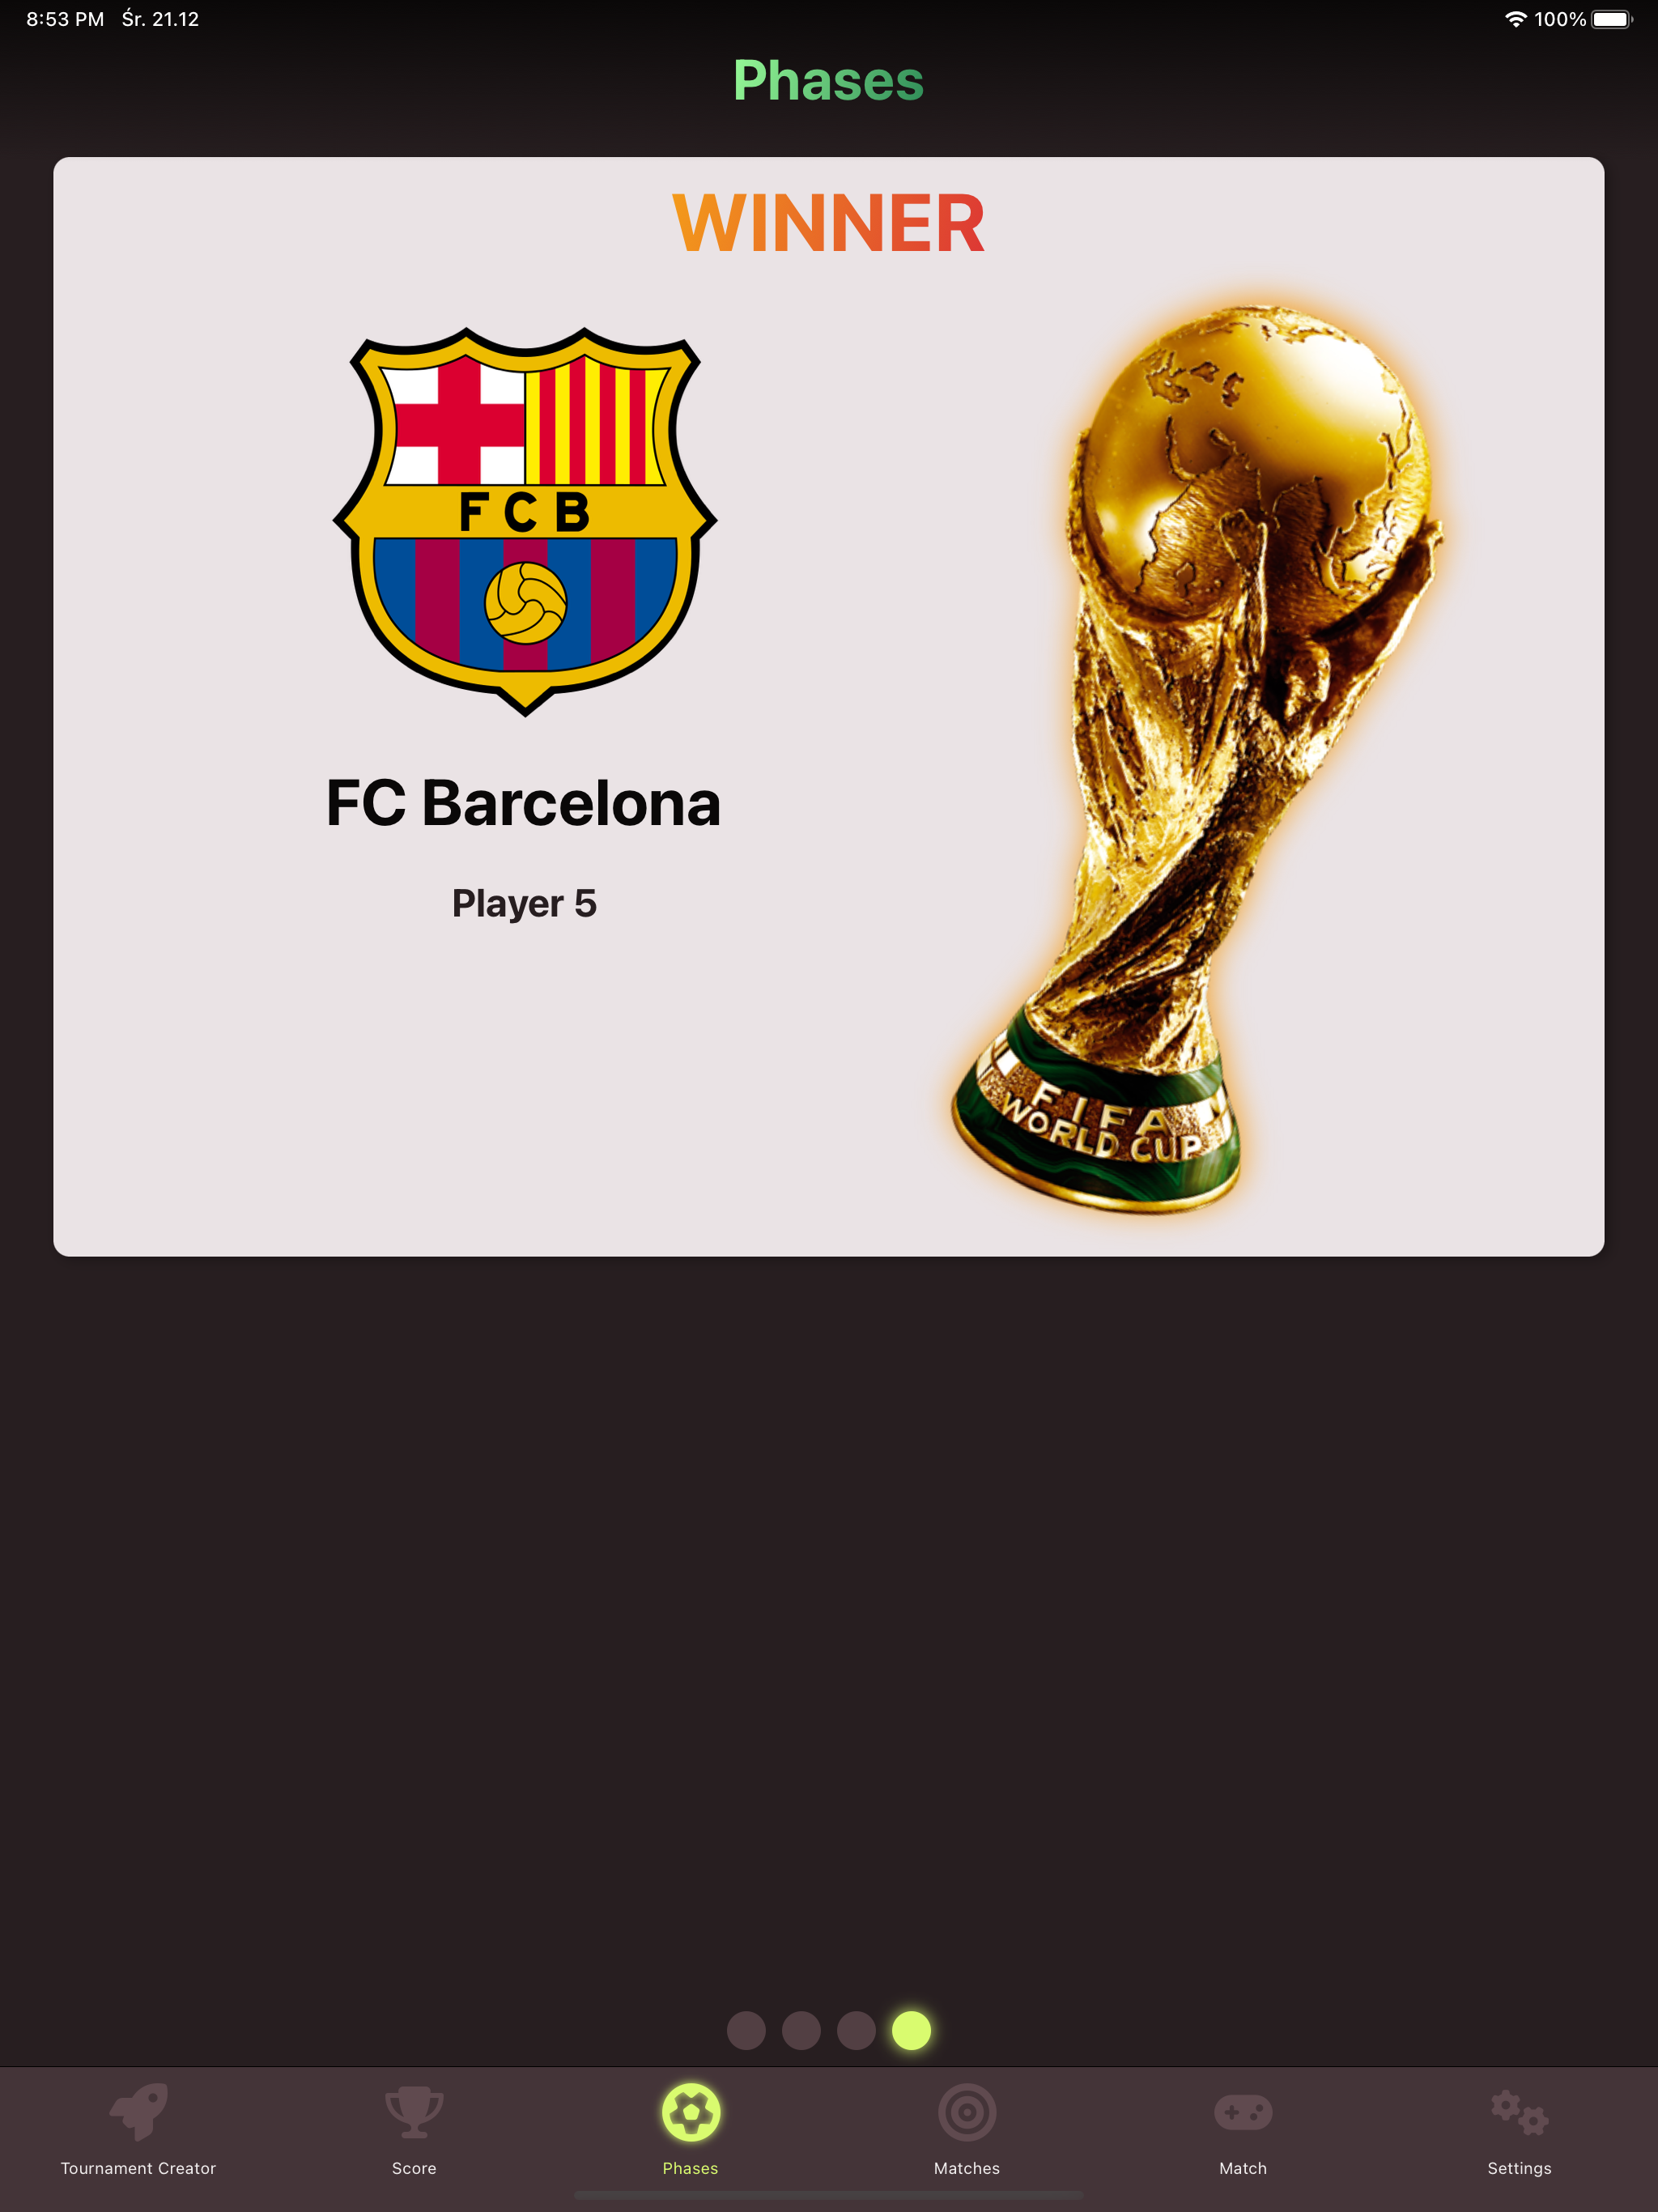 8:53 PM Śr. 21.12 100%
Phases
WINNER
FCB
FC Barcelona
Player 5
FIFA
WORLD CUP
Tournament Creator Score Phases Matches Match Settings